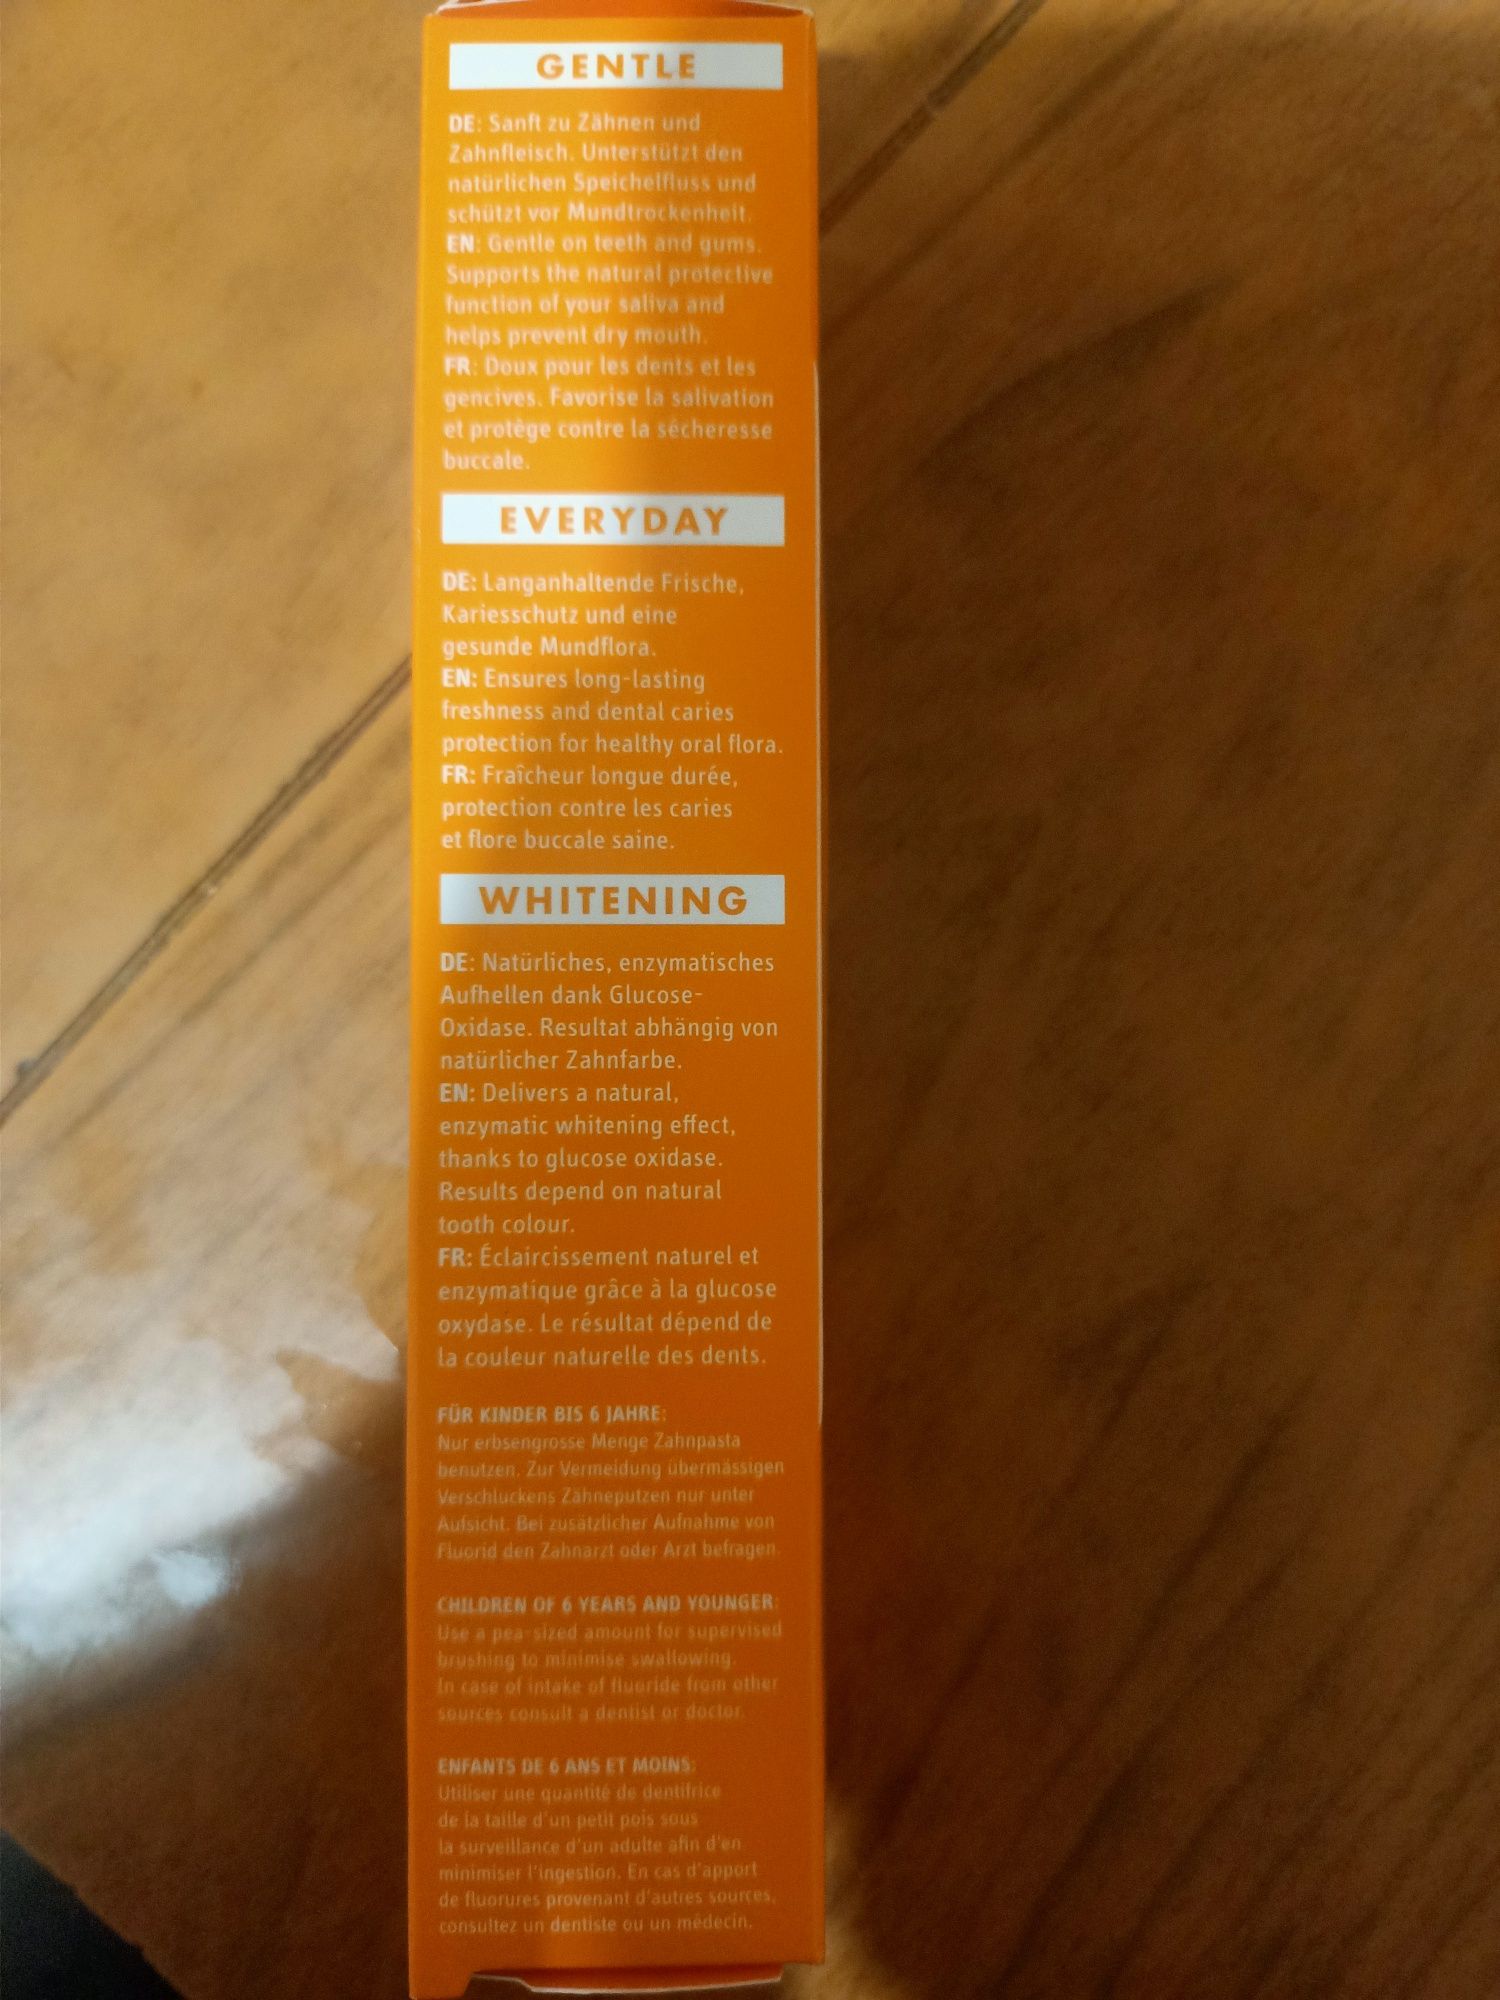 GENTLE
DE: Sanft zu Zähnen und
Zahnfleisch. Unterstützt den
natürlichen Speichelfluss und
schützt vor Mundtrockenheit.
EN: Gentle on teeth and gums.
Supports the natural protective
function of your saliva and
helps prevent dry mouth.
FR: Doux pour les dents et les
gencives. Favorise la salivation
et protège contre la sécheresse
buccale.
EVERYDAY
DE: Langanhaltende Frische,
Kariesschutz und eine
gesunde Mundflora.
EN: Ensures long-lasting
freshness and dental caries
protection for healthy oral flora.
FR: Fraîcheur longue durée,
protection contre les caries
et flore buccale saine.
WHITENING
DE: Natürliches, enzymatisches
Aufhellen dank Glucose-
Oxidase. Resultat abhängig von
natürlicher Zahnfarbe.
EN: Delivers a natural,
enzymatic whitening effect,
thanks to glucose oxidase.
Results depend on natural
tooth colour.
FR: Éclaircissement naturel et
enzymatique grâce à la glucose
oxydase. Le résultat dépend de
la couleur naturelle des dents.
FÜR KINDER BIS 6 JAHRE:
Nur erbsengrosse Menge Zahnpasta
benutzen. Zur Vermeidung übermässigen
Verschluckens Zähneputzen nur unter
Aufsicht. Bei zusätzlicher Aufnahme von
Fluorid den Zahnarzt oder Arzt befragen.
CHILDREN OF 6 YEARS AND YOUNGER:
Use a pea-sized amount for supervised
brushing to minimise swallowing.
In case of intake of fluoride from other
sources consult a dentist or doctor.
ENFANTS DE 6 ANS ET MOINS:
Utiliser une quantité de dentifrice
de la taille d'un petit pois sous
la surveillance d'un adulte afin d'en
minimiser l'ingestion. En cas d'apport
de fluorures provenant d'autres sources,
consultez un dentiste ou un médecin.